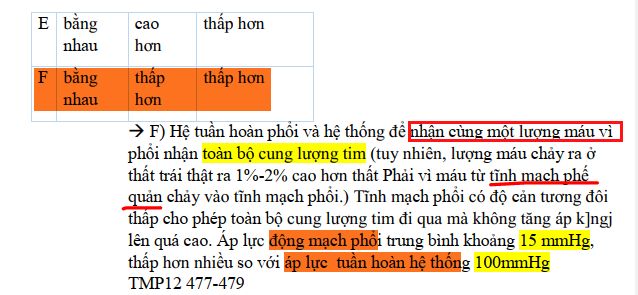 E bằng nhau cao hơn thấp hơn
F bằng nhau thấp hơn thấp hơn
→ F) Hệ tuần hoàn phổi và hệ thống để nhận cùng một lượng máu vì
phổi nhận toàn bộ cung lượng tim (tuy nhiên, lượng máu chảy ra ở
thất trái thật ra 1%-2% cao hơn thất Phải vì máu từ tĩnh mạch phế
quản chảy vào tĩnh mạch phổi.) Tĩnh mạch phổi có độ cản tương đôi
thấp cho phép toàn bộ cung lượng tim đi qua mà không tăng áp k]ngj
lên quá cao. Áp lực động mạch phổi trung bình khoảng 15 mmHg,
thấp hơn nhiều so với áp lực tuần hoàn hệ thống 100mmHg
TMP12 477-479